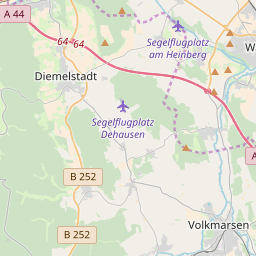 A 44
Segelflugplatz
am Heinberg
W
64-64
Diemelstadt
Segelflugplatz
Dehausen
A
B 252
Volkmarsen
B 252